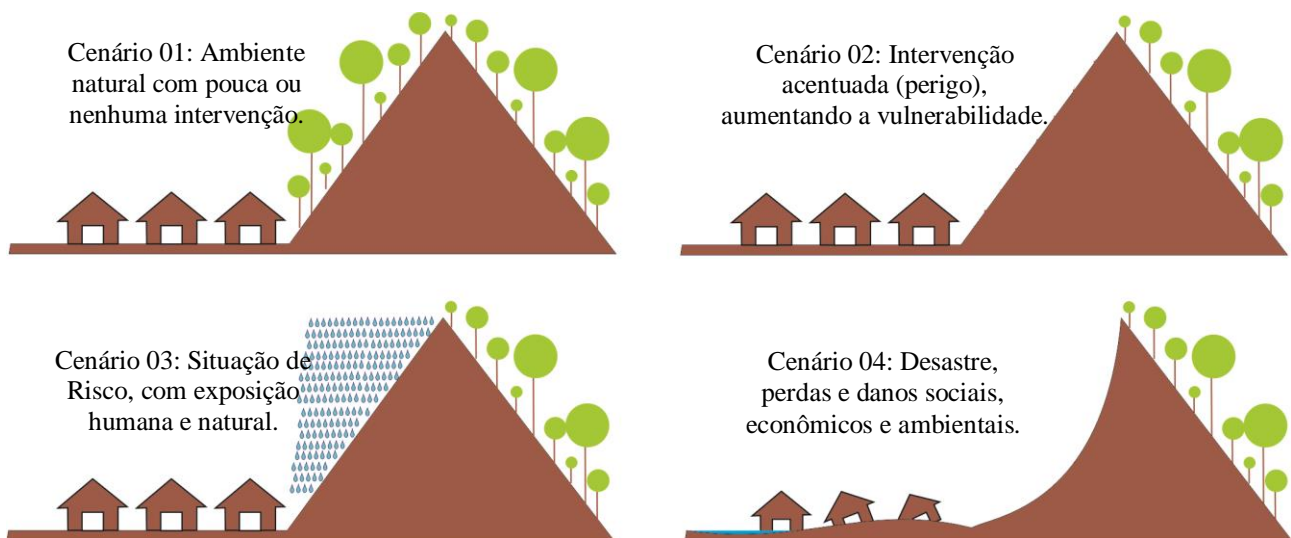 Cenário 01: Ambiente
natural com pouca ou
nenhuma intervenção.
Cenário 02: Intervenção
acentuada (perigo),
aumentando a vulnerabilidade.
Cenário 03: Situação de
Risco, com exposição
humana e natural.
Cenário 04: Desastre,
perdas e danos sociais,
econômicos e ambientais.